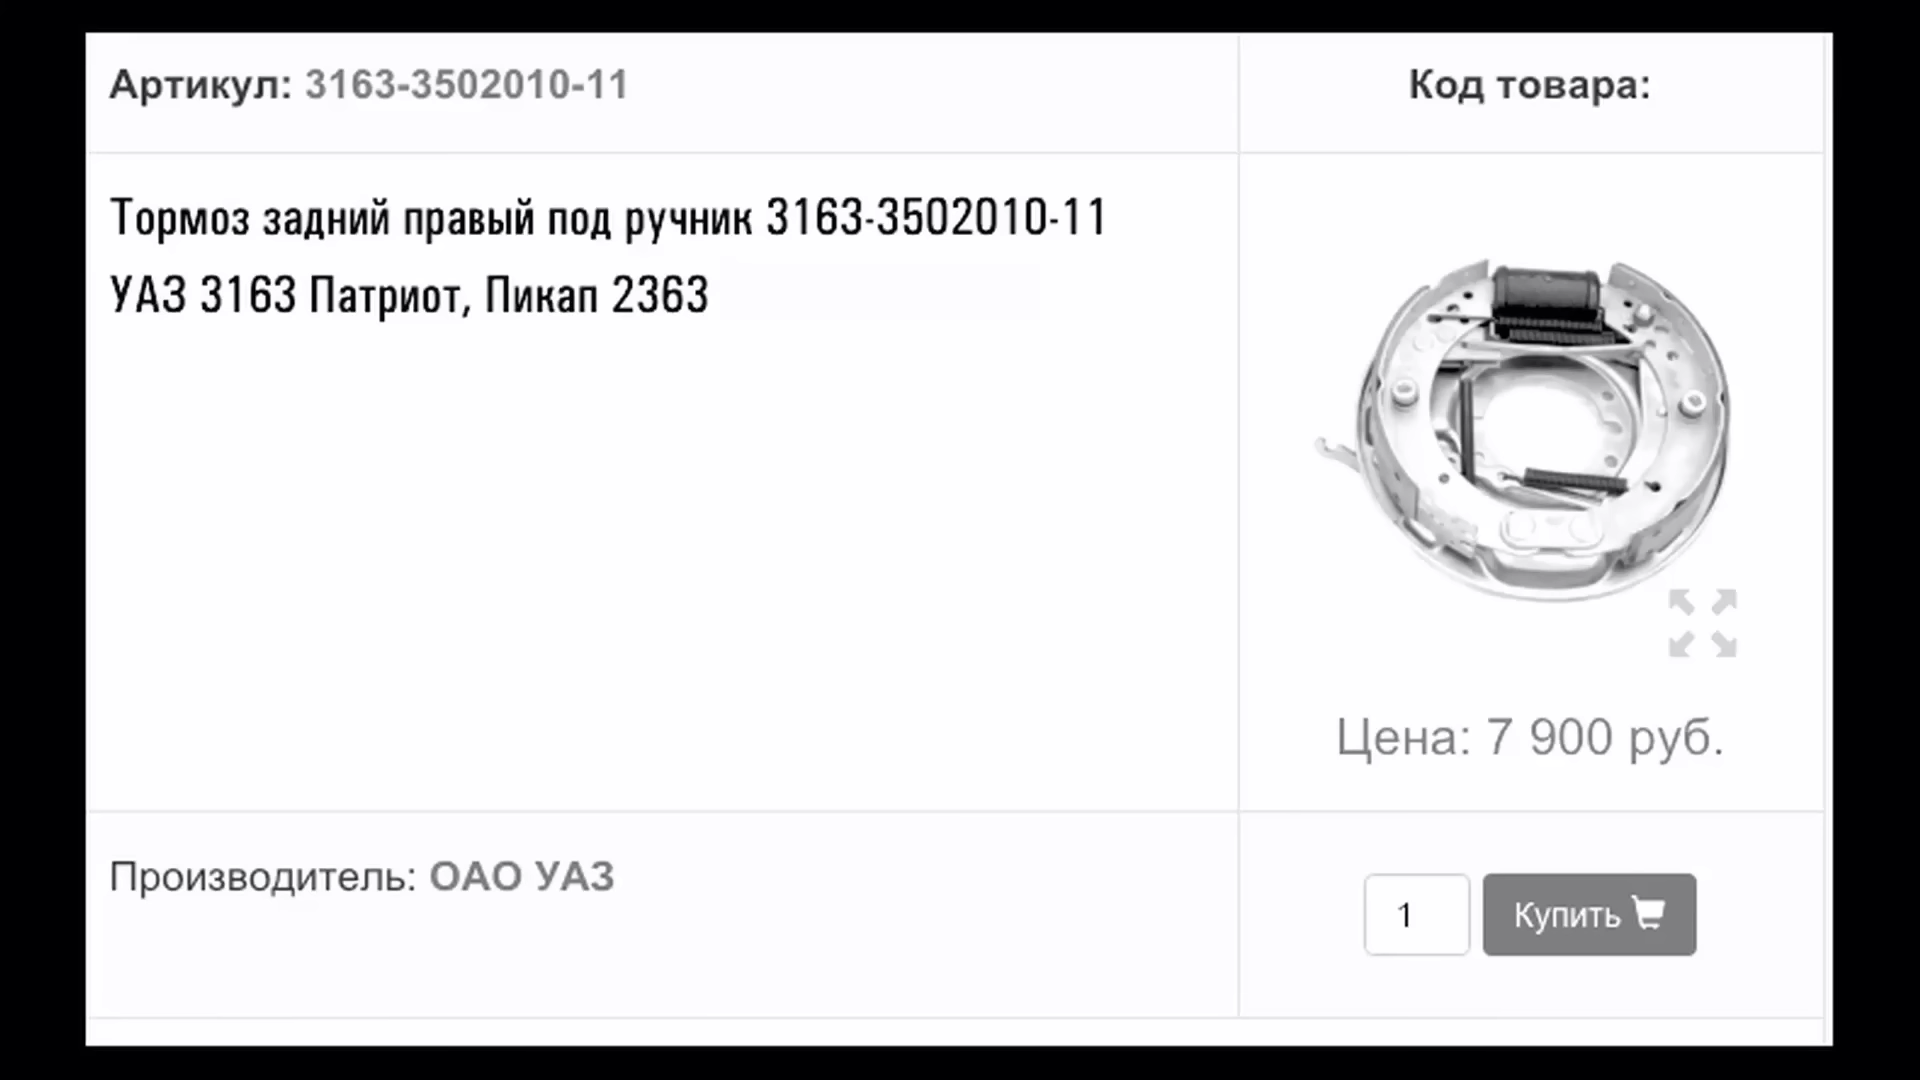 Артикул: 3163-3502010-11
Код товара:
Тормоз задний правый под ручник 3163-3502010-11
УАЗ 3163 Патриот, Пикап 2363
Цена: 7 900 руб.
Производитель: ОАО УАЗ
1
Купить